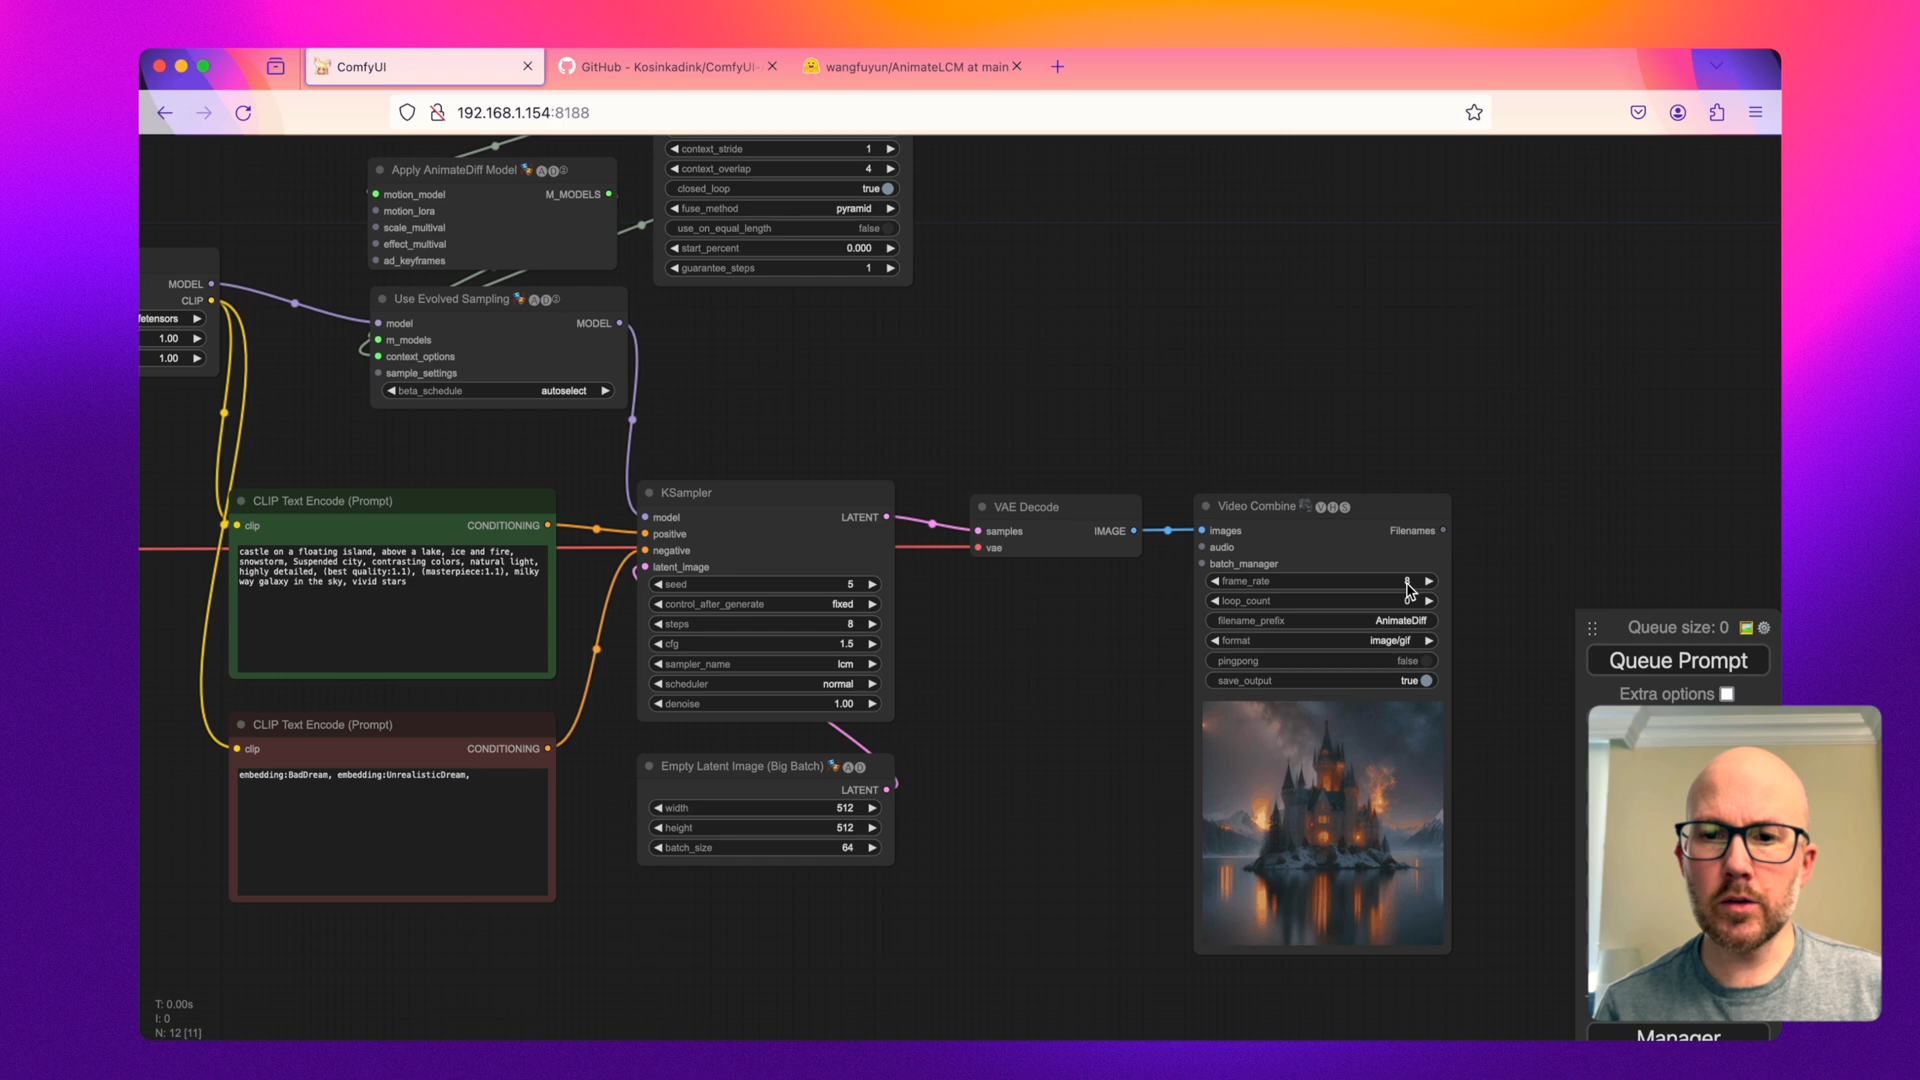 ComfyUI
GitHub - Kosinkadink/ComfyUI-
wangfuyun/AnimateLCM at main
192.168.1.154:8188
context_stride 1
context_overlap 4
closed_loop true
fuse_method pyramid
use_on_equal_length false
start_percent 0.000
guarantee_steps 1
Apply AnimateDiff Model AD②
motion_model M_MODELS
motion_lora
scale_multival
effect_multival
ad_keyframes
MODEL
CLIP
fetensors
1.00
1.00
Use Evolved Sampling AD②
model MODEL
m_models
context_options
sample_settings
beta_schedule autoselect
CLIP Text Encode (Prompt)
clip CONDITIONING
castle on a floating island, above a lake, ice and fire,
snowstorm, Suspended city, contrasting colors, natural light,
highly detailed, (best quality:1.1), (masterpiece:1.1), milky
way galaxy in the sky, vivid stars
CLIP Text Encode (Prompt)
clip CONDITIONING
embedding:BadDream, embedding:UnrealisticDream,
KSampler
model LATENT
positive
negative
latent_image
seed 5
control_after_generate fixed
steps 8
cfg 1.5
sampler_name lcm
scheduler normal
denoise 1.00
Empty Latent Image (Big Batch) AD
LATENT
width 512
height 512
batch_size 64
VAE Decode
samples IMAGE
vae
Video Combine VHS
images Filenames
audio
batch_manager
frame_rate 8
loop_count 0
filename_prefix AnimateDiff
format image/gif
pingpong false
save_output true
Queue size: 0
Queue Prompt
Extra options
Manager
T: 0.00s
I: 0
N: 12 [11]